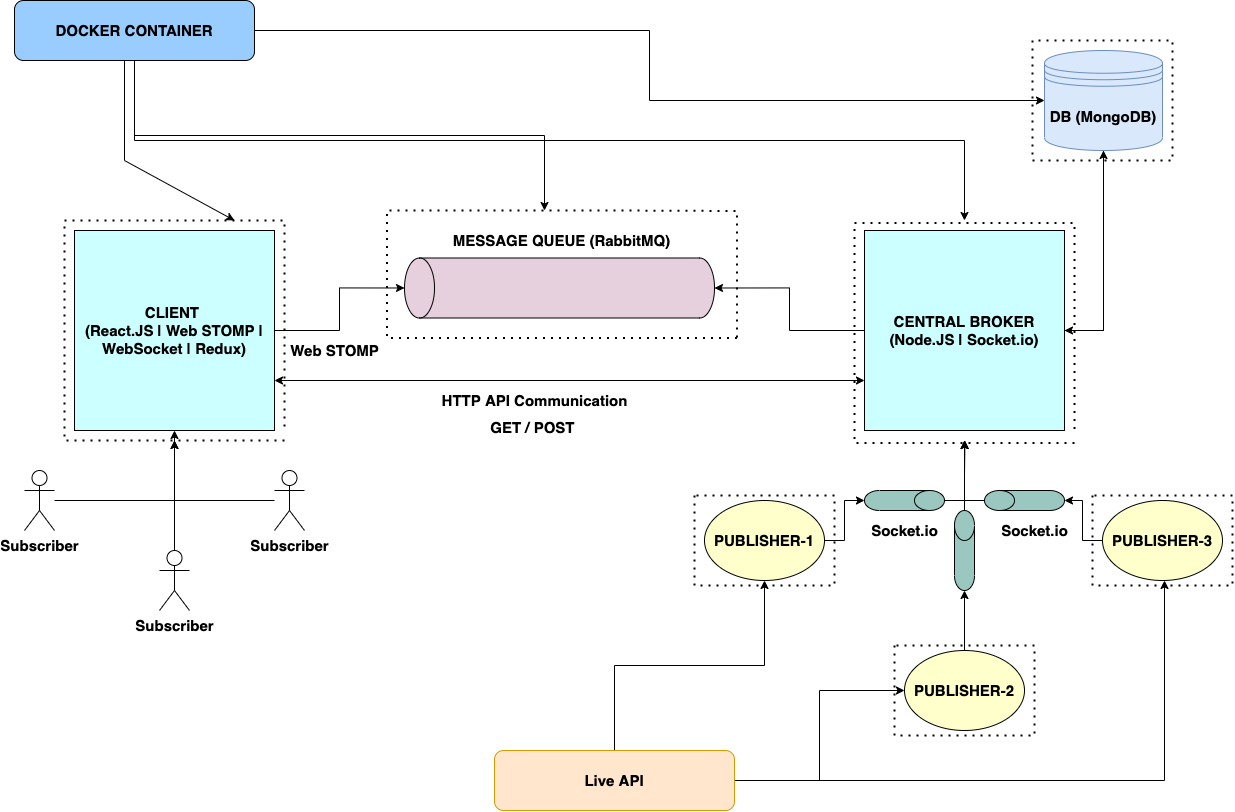 DOCKER CONTAINER
DB (MongoDB)
MESSAGE QUEUE (RabbitMQ)
CLIENT
(React.JS | Web STOMP |
WebSocket | Redux)
CENTRAL BROKER
(Node.JS | Socket.io)
Web STOMP
HTTP API Communication
GET / POST
Subscriber
Subscriber
Subscriber
Socket.io
Socket.io
PUBLISHER-1
PUBLISHER-3
PUBLISHER-2
Live API